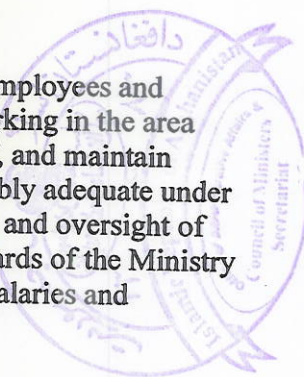 mployees and
rking in the area
, and maintain
bly adequate under
and oversight of
ards of the Ministry
alaries and
Council of Ministers
Secretariat